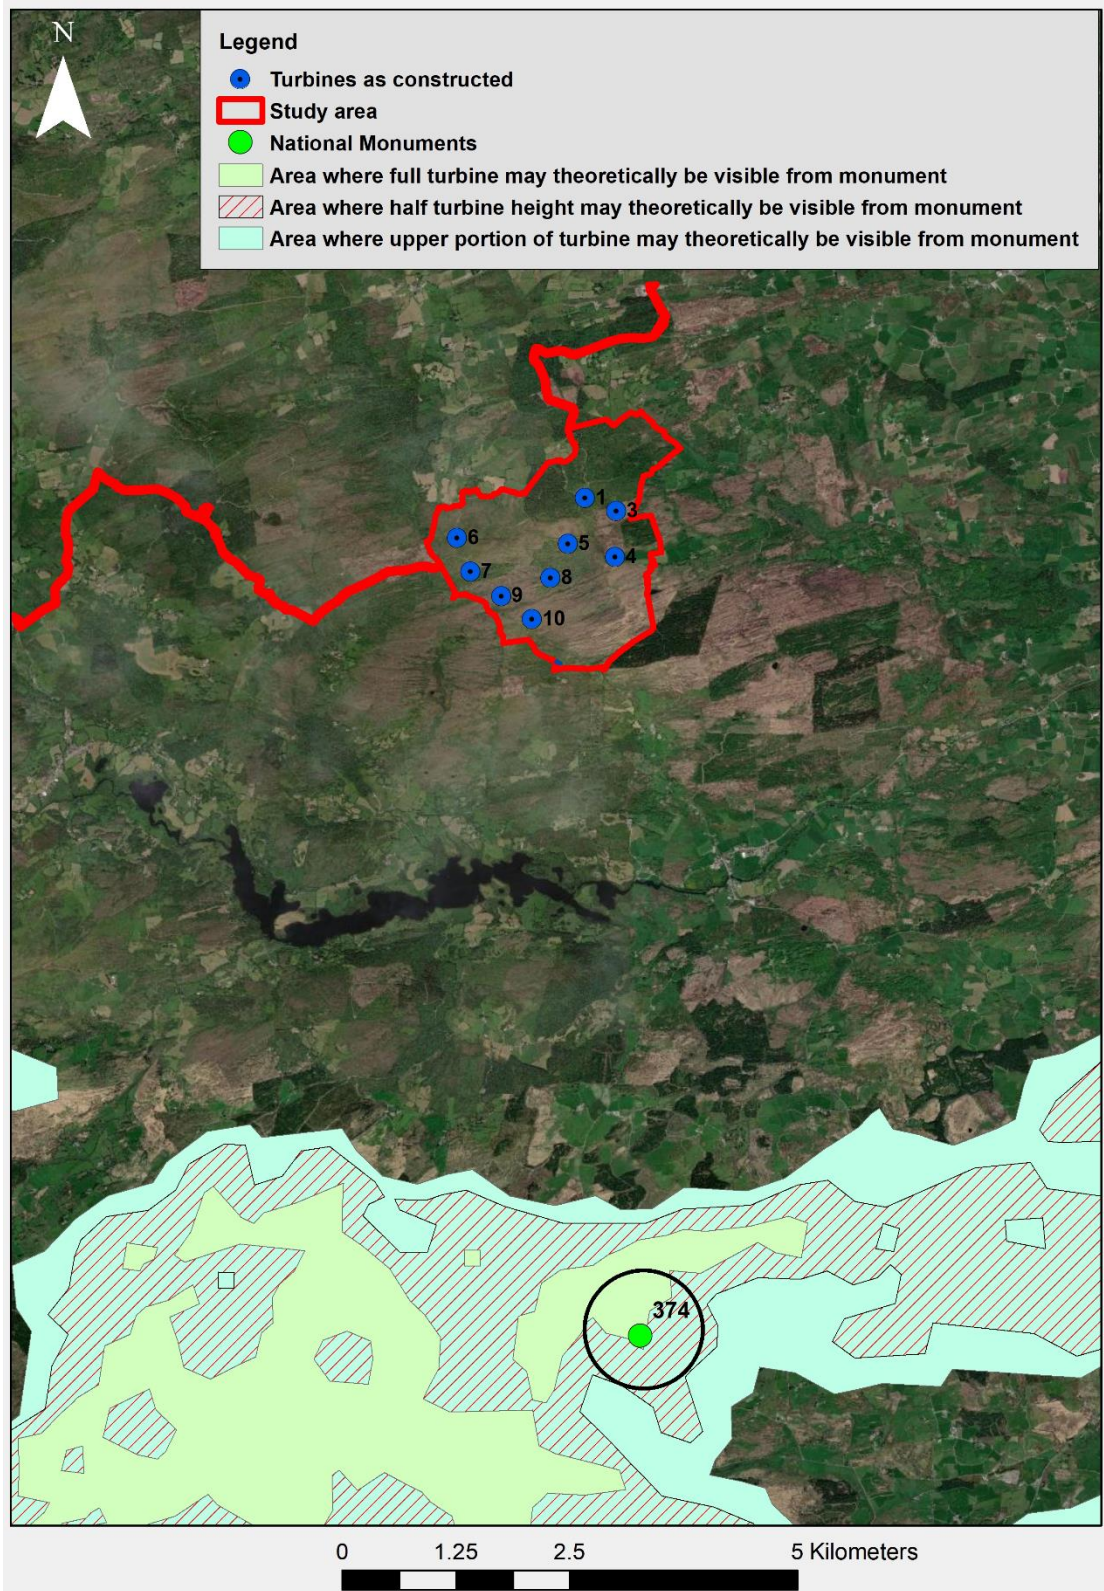 N
Legend
Turbines as constructed
Study area
National Monuments
Area where full turbine may theoretically be visible from monument
Area where half turbine height may theoretically be visible from monument
Area where upper portion of turbine may theoretically be visible from monument
1
3
6
5
4
7
8
9
10
374
0 1.25 2.5 5 Kilometers